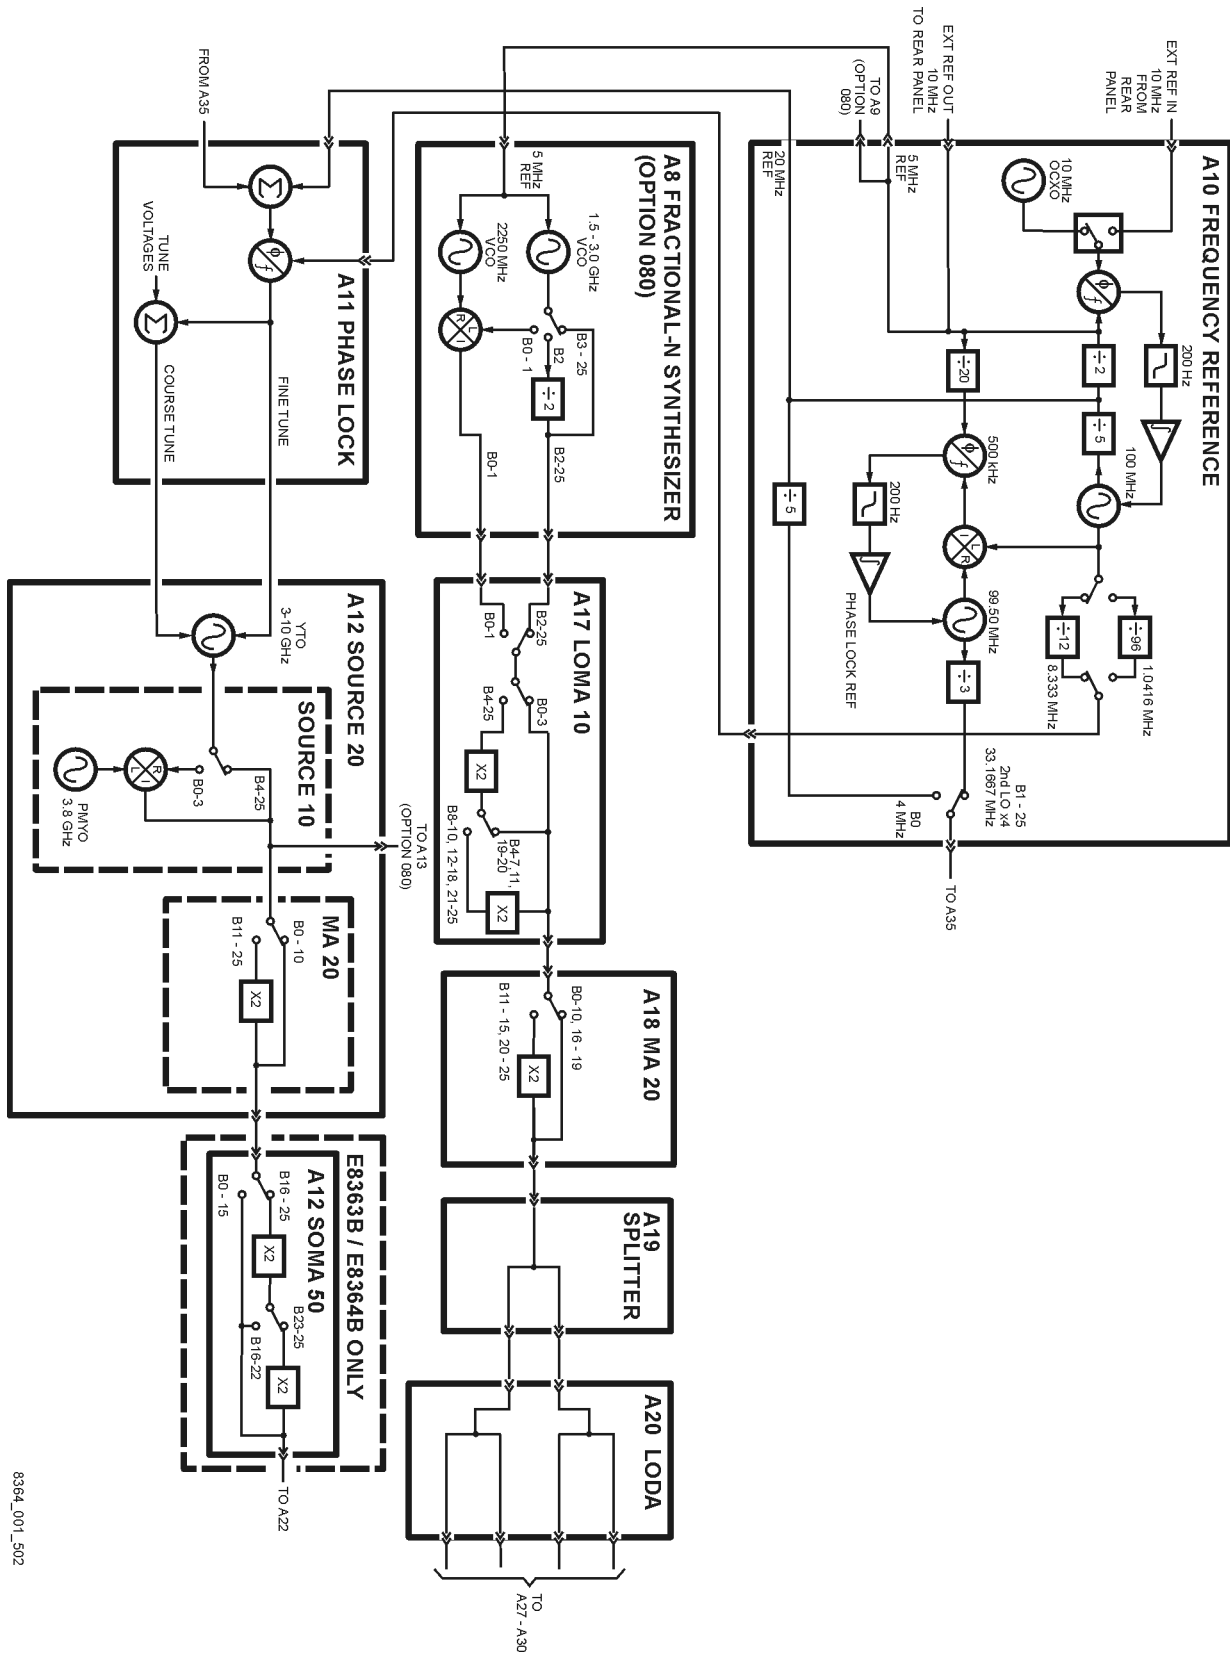 A10 FREQUENCY REFERENCE
EXT REF IN
10 MHz
FROM
REAR
PANEL
EXT REF OUT
10 MHz
TO REAR PANEL
TO A9
(OPTION
080)
5 MHz
REF
20 MHz
REF
10 MHz
OCXO
ϕ
f
200 Hz
÷2
÷5
100 MHz
÷20
500 kHz
ϕ
f
200 Hz
÷5
I
L
R
PHASE LOCK REF
99.50 MHz
÷3
÷96
÷12
1.0416 MHz
8.333 MHz
B1 - 25
2nd LO x4
33.1667 MHz
B0
4 MHz
TO A35
A8 FRACTIONAL-N SYNTHESIZER
(OPTION 080)
5 MHz
REF
1.5 - 3.0 GHz
VCO
2250 MHz
VCO
R
L
I
B3 - 25
B2
B0 - 1
÷2
B2-25
B0-1
A17 LOMA 10
B2-25
B0-1
B0-3
B4-25
X2
B4-7,11,
19-20
B8-10, 12-18, 21-25
X2
A18 MA 20
B0-10, 16 - 19
B11 - 15, 20 - 25
X2
A19
SPLITTER
A20 LODA
TO
A27 - A30
A11 PHASE LOCK
FROM A35
Σ
ϕ
f
TUNE
VOLTAGES
Σ
FINE TUNE
COURSE TUNE
A12 SOURCE 20
YTO
3-10 GHz
SOURCE 10
B4-25
B0-3
R
L
I
PMYO
3.8 GHz
TO A13
(OPTION 080)
MA 20
B0 - 10
B11 - 25
X2
E8363B / E8364B ONLY
A12 SOMA 50
B16 - 25
B0 - 15
X2
B23-25
B16-22
X2
TO A22
8364_001_502